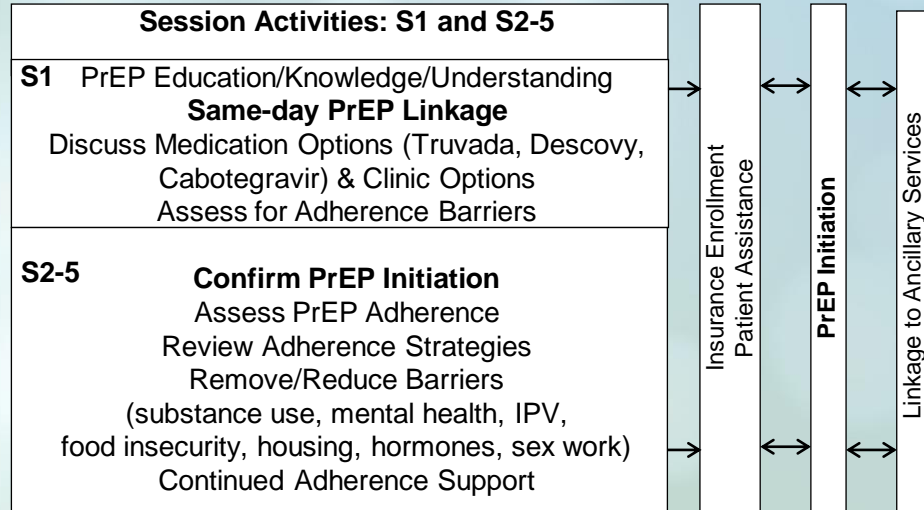 Session Activities: S1 and S2-5
S1 PrEP Education/Knowledge/Understanding
Same-day PrEP Linkage
Discuss Medication Options (Truvada, Descovy,
Cabotegravir) & Clinic Options
Assess for Adherence Barriers
S2-5 Confirm PrEP Initiation
Assess PrEP Adherence
Review Adherence Strategies
Remove/Reduce Barriers
(substance use, mental health, IPV,
food insecurity, housing, hormones, sex work)
Continued Adherence Support
Insurance Enrollment
Patient Assistance
PrEP Initiation
Linkage to Ancillary Services